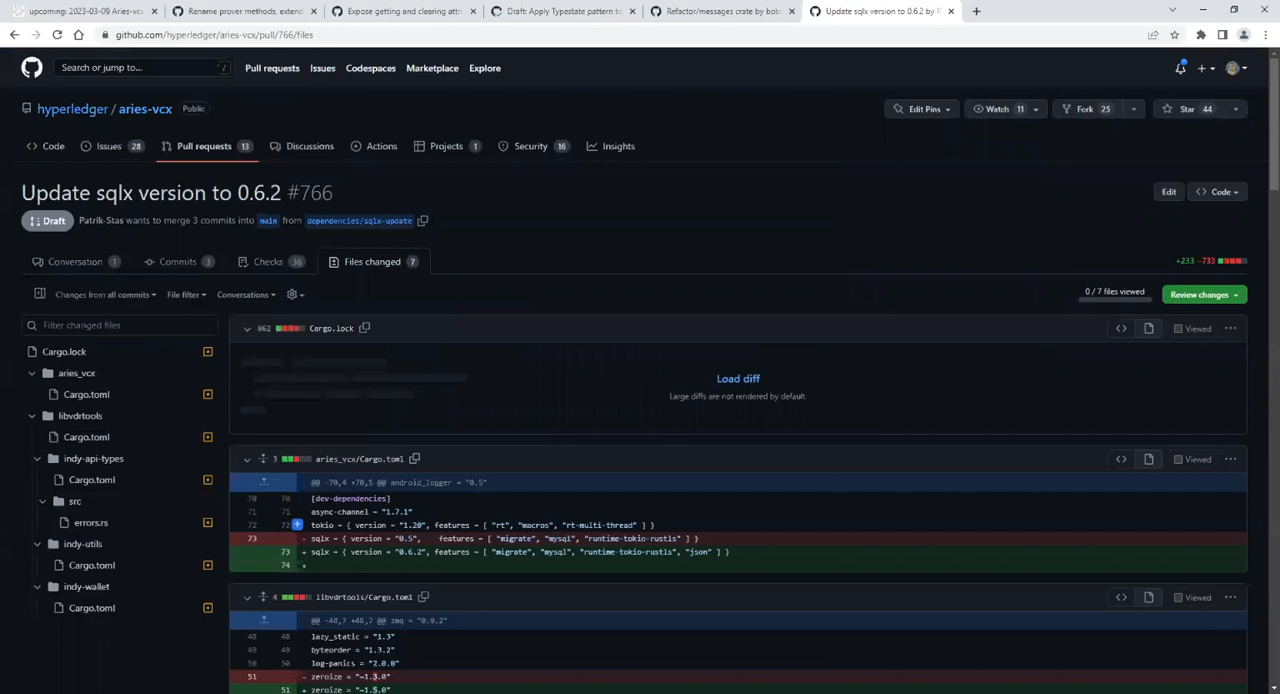 upcoming: 2023-03-09 Aries-vc
Rename prover methods, extend
Expose getting and clearing attr
Draft: Apply Typestate pattern to
Refactor/messages crate by bob
Update sqlx version to 0.6.2 by P
github.com/hyperledger/aries-vcx/pull/766/files
Search or jump to...
/
Pull requests
Issues
Codespaces
Marketplace
Explore
hyperledger / aries-vcx
Public
Edit Pins
Watch 11
Fork 25
Star 44
Code
Issues 28
Pull requests 13
Discussions
Actions
Projects 1
Security 16
Insights
Update sqlx version to 0.6.2 #766
Edit
Code
Draft
Patrik-Stas wants to merge 3 commits into main from dependencies/sqlx-update
Conversation 1
Commits 3
Checks 36
Files changed 7
+233 −733
Changes from all commits
File filter
Conversations
0 / 7 files viewed
Review changes
Filter changed files
Cargo.lock
aries_vcx
Cargo.toml
libvdrtools
Cargo.toml
indy-api-types
Cargo.toml
src
errors.rs
indy-utils
Cargo.toml
indy-wallet
Cargo.toml
862 Cargo.lock
Viewed
Load diff
Large diffs are not rendered by default.
3 aries_vcx/Cargo.toml
Viewed
@@ -70,4 +70,5 @@ android_logger = "0.5"
70 70 [dev-dependencies]
71 71 async-channel = "1.7.1"
72 72 tokio = { version = "1.20", features = [ "rt", "macros", "rt-multi-thread" ] }
73 - sqlx = { version = "0.5", features = [ "migrate", "mysql", "runtime-tokio-rustls" ] }
73 + sqlx = { version = "0.6.2", features = [ "migrate", "mysql", "runtime-tokio-rustls", "json" ] }
74 +
4 libvdrtools/Cargo.toml
Viewed
@@ -48,7 +48,7 @@ zmq = "0.9.2"
48 48 lazy_static = "1.3"
49 49 byteorder = "1.3.2"
50 50 log-panics = "2.0.0"
51 - zeroize = "~1.3.0"
51 + zeroize = "~1.5.0"